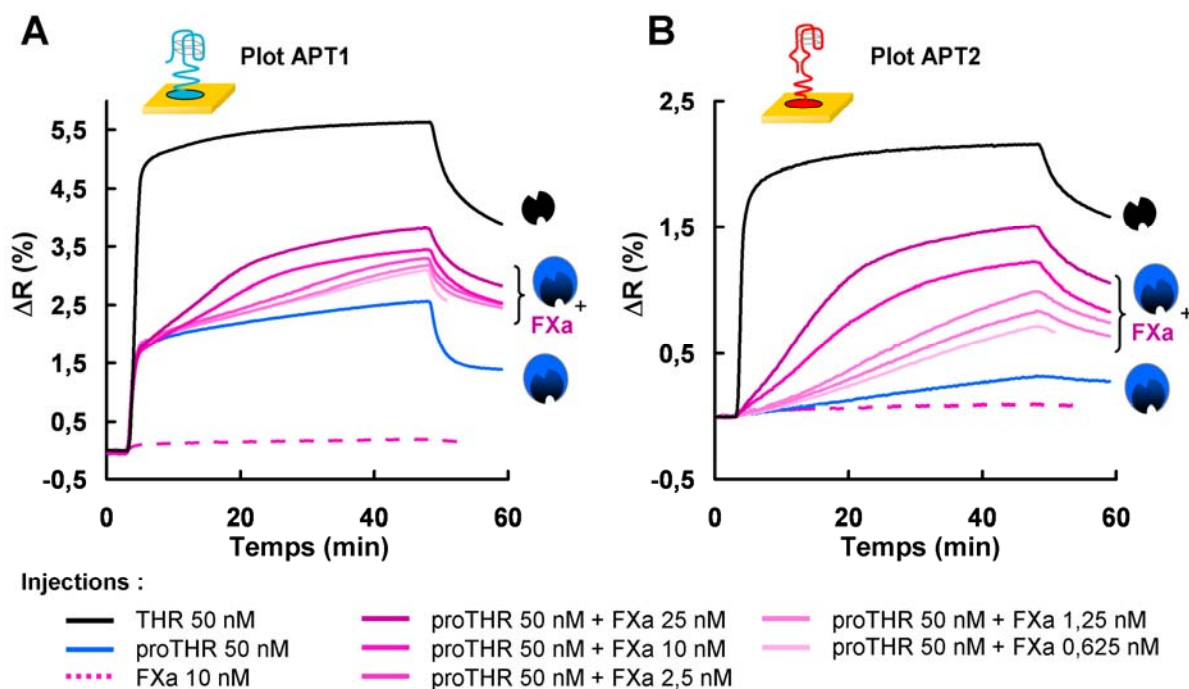 A
Plot APT1
5,5
4,5
3,5
2,5
1,5
0,5
-0,5
ΔR (%)
0
20
40
60
Temps (min)
+
FXa
B
Plot APT2
2,5
1,5
0,5
-0,5
ΔR (%)
0
20
40
60
Temps (min)
+
FXa
Injections :
THR 50 nM
proTHR 50 nM
FXa 10 nM
proTHR 50 nM + FXa 25 nM
proTHR 50 nM + FXa 10 nM
proTHR 50 nM + FXa 2,5 nM
proTHR 50 nM + FXa 1,25 nM
proTHR 50 nM + FXa 0,625 nM